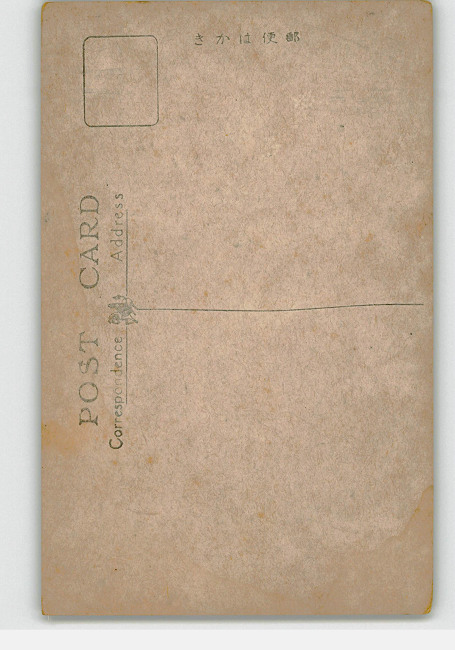 郵便はかき
POST CARD
Correspondence Address